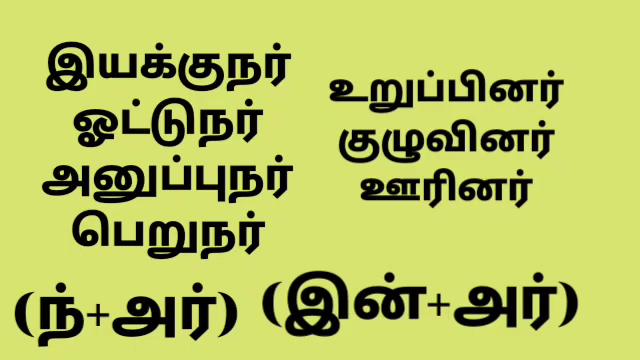 இயக்குநர்
ஓட்டுநர்
அனுப்புநர்
பெறுநர்
(ந்+அர்)
உறுப்பினர்
குழுவினர்
ஊரினர்
(இன்+அர்)